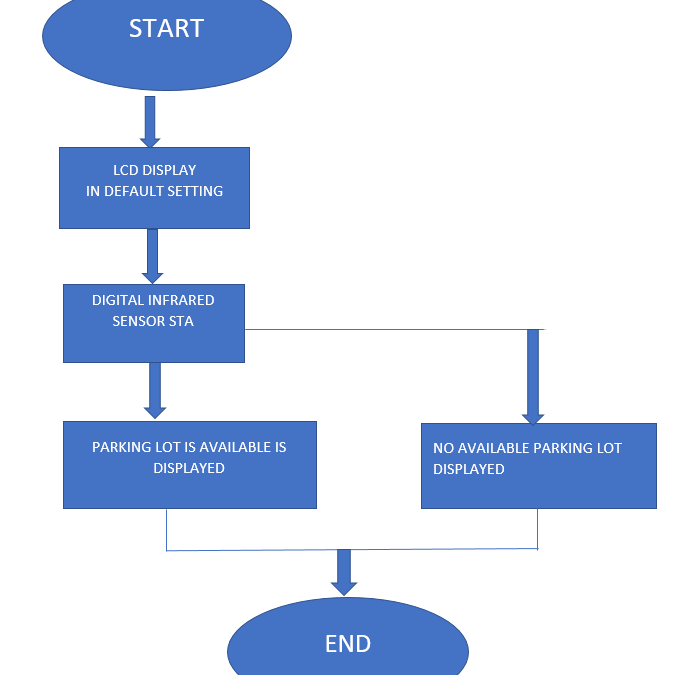 START
LCD DISPLAY
IN DEFAULT SETTING
DIGITAL INFRARED
SENSOR STA
PARKING LOT IS AVAILABLE IS
DISPLAYED
NO AVAILABLE PARKING LOT
DISPLAYED
END